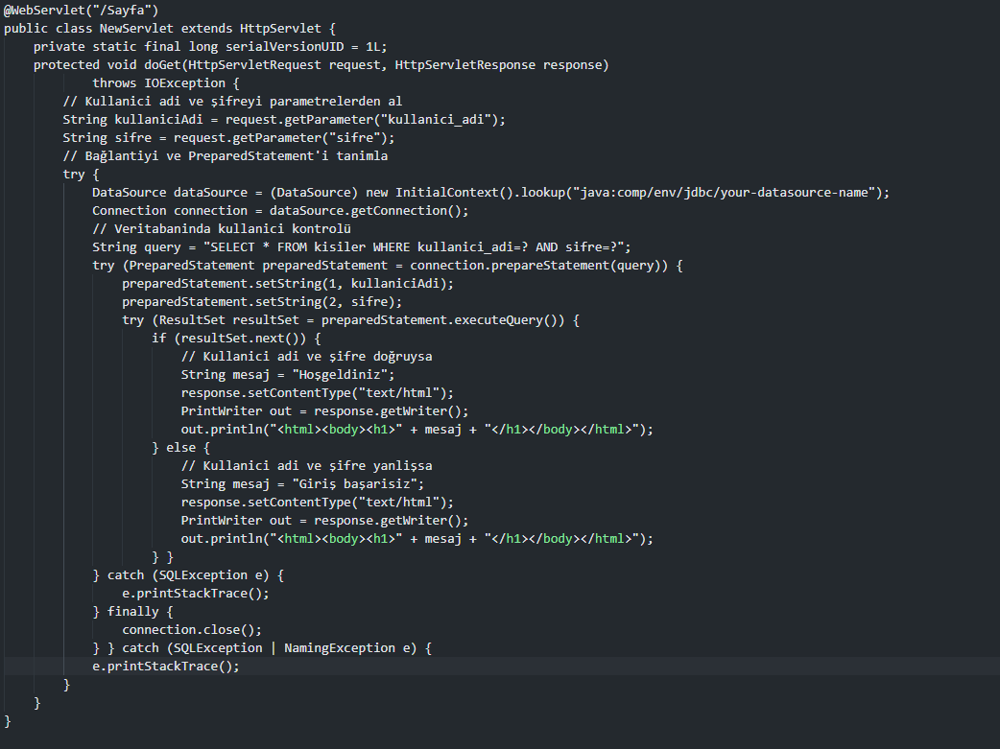 @WebServlet("/Sayfa")
public class NewServlet extends HttpServlet {
    private static final long serialVersionUID = 1L;
    protected void doGet(HttpServletRequest request, HttpServletResponse response)
            throws IOException {
        // Kullanici adi ve şifreyi parametrelerden al
        String kullaniciAdi = request.getParameter("kullanici_adi");
        String sifre = request.getParameter("sifre");
        // Bağlantiyi ve PreparedStatement'i tanimla
        try {
            DataSource dataSource = (DataSource) new InitialContext().lookup("java:comp/env/jdbc/your-datasource-name");
            Connection connection = dataSource.getConnection();
            // Veritabaninda kullanici kontrolü
            String query = "SELECT * FROM kisiler WHERE kullanici_adi=? AND sifre=?";
            try (PreparedStatement preparedStatement = connection.prepareStatement(query)) {
                preparedStatement.setString(1, kullaniciAdi);
                preparedStatement.setString(2, sifre);
                try (ResultSet resultSet = preparedStatement.executeQuery()) {
                    if (resultSet.next()) {
                        // Kullanici adi ve şifre doğruysa
                        String mesaj = "Hoşgeldiniz";
                        response.setContentType("text/html");
                        PrintWriter out = response.getWriter();
                        out.println("<html><body><h1>" + mesaj + "</h1></body></html>");
                    } else {
                        // Kullanici adi ve şifre yanlişsa
                        String mesaj = "Giriş başarisiz";
                        response.setContentType("text/html");
                        PrintWriter out = response.getWriter();
                        out.println("<html><body><h1>" + mesaj + "</h1></body></html>");
                    } }
            } catch (SQLException e) {
                e.printStackTrace();
            } finally {
                connection.close();
            } } catch (SQLException | NamingException e) {
            e.printStackTrace();
        }
    }
}